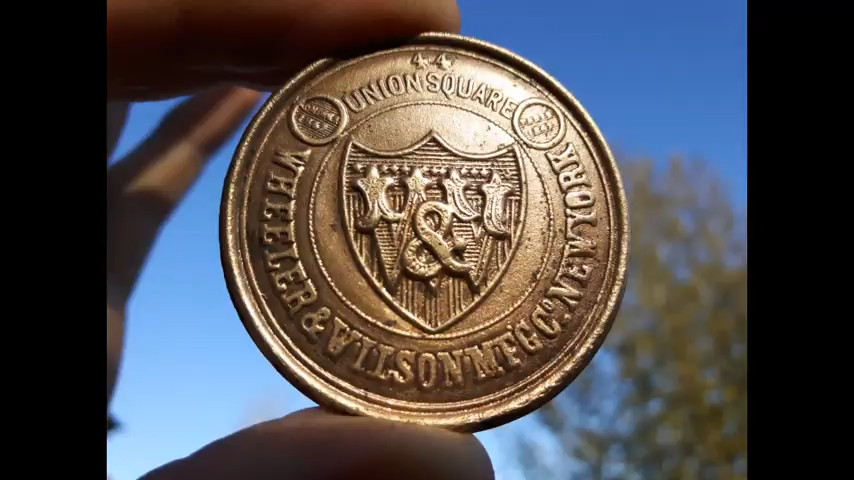 44
UNION SQUARE
WHEELER & WILSON MFG Cº. NEW YORK
W & W